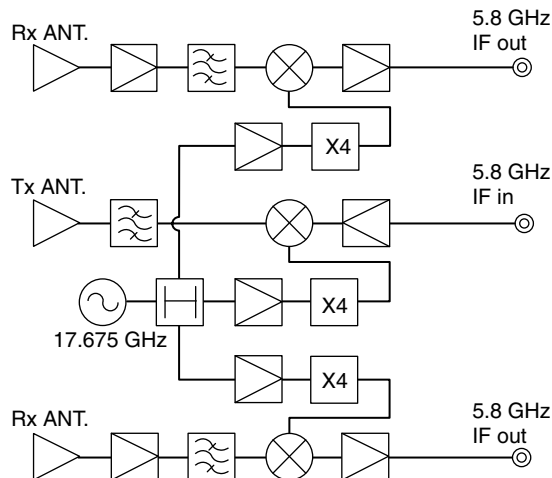 Rx ANT.
5.8 GHz
IF out
X4
Tx ANT.
5.8 GHz
IF in
X4
17.675 GHz
X4
Rx ANT.
5.8 GHz
IF out